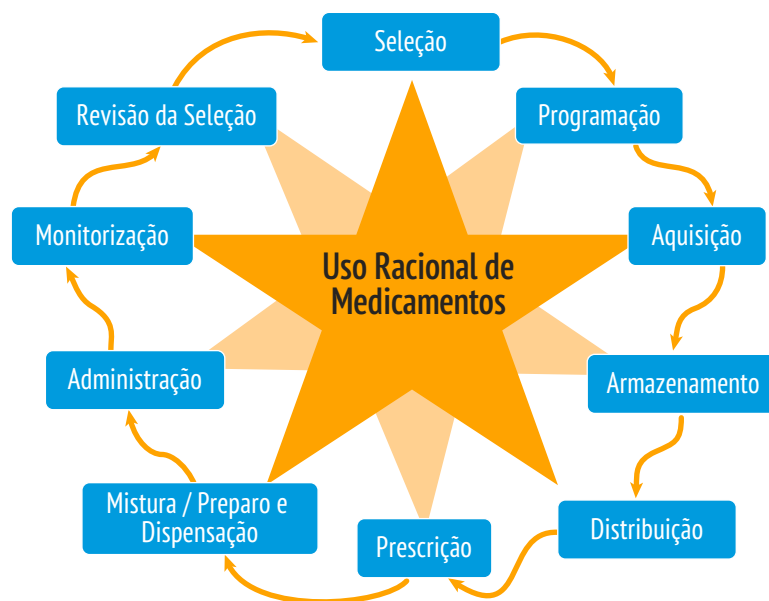 Seleção
Programação
Aquisição
Armazenamento
Distribuição
Prescrição
Mistura / Preparo e
Dispensação
Administração
Monitorização
Revisão da Seleção
Uso Racional de
Medicamentos